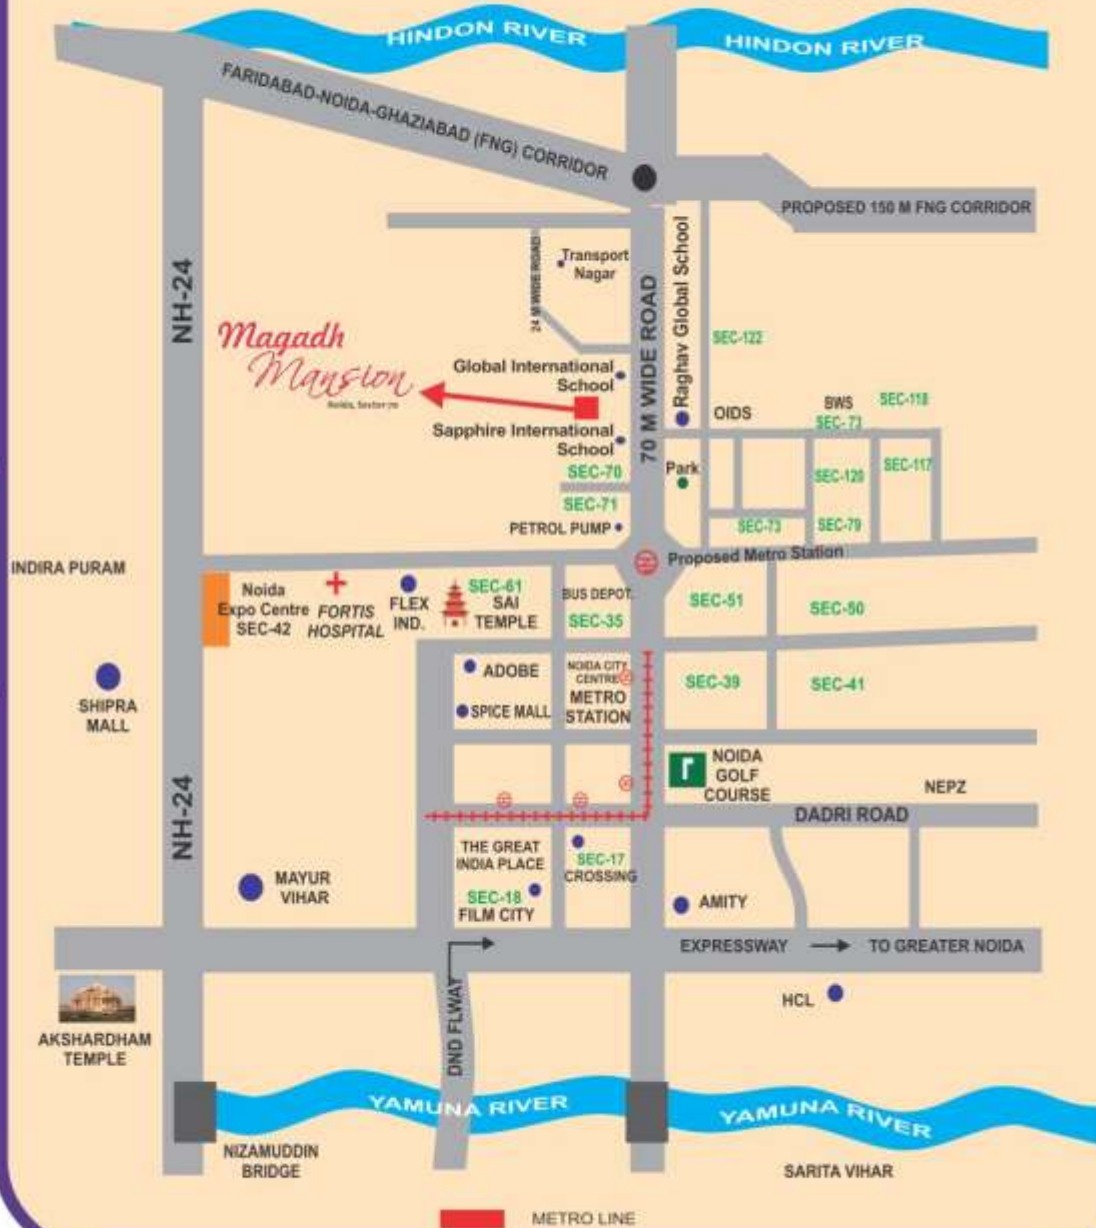 HINDON RIVER
HINDON RIVER
FARIDABAD-NOIDA-GHAZIABAD (FNG) CORRIDOR
PROPOSED 150 M FNG CORRIDOR
NH-24
24 M WIDE ROAD
Transport
Nagar
70 M WIDE ROAD
Raghav Global School
SEC-122
Magadh
Mansion
Noida, Sector 70
Global International
School
Sapphire International
School
OIDS
BWS
SEC-73
SEC-118
SEC-70
SEC-71
Park
SEC-120
SEC-117
PETROL PUMP
SEC-73
SEC-79
Proposed Metro Station
INDIRA PURAM
Noida
Expo Centre
SEC-42
FORTIS
HOSPITAL
FLEX
IND.
SEC-61
SAI
TEMPLE
BUS DEPOT.
SEC-35
SEC-51
SEC-50
SHIPRA
MALL
ADOBE
SPICE MALL
NOIDA CITY
CENTRE
METRO
STATION
SEC-39
SEC-41
NH-24
NOIDA
GOLF
COURSE
NEPZ
DADRI ROAD
THE GREAT
INDIA PLACE
SEC-17
CROSSING
MAYUR
VIHAR
SEC-18
FILM CITY
AMITY
EXPRESSWAY
TO GREATER NOIDA
AKSHARDHAM
TEMPLE
DND FLWAY
HCL
YAMUNA RIVER
YAMUNA RIVER
NIZAMUDDIN
BRIDGE
SARITA VIHAR
METRO LINE